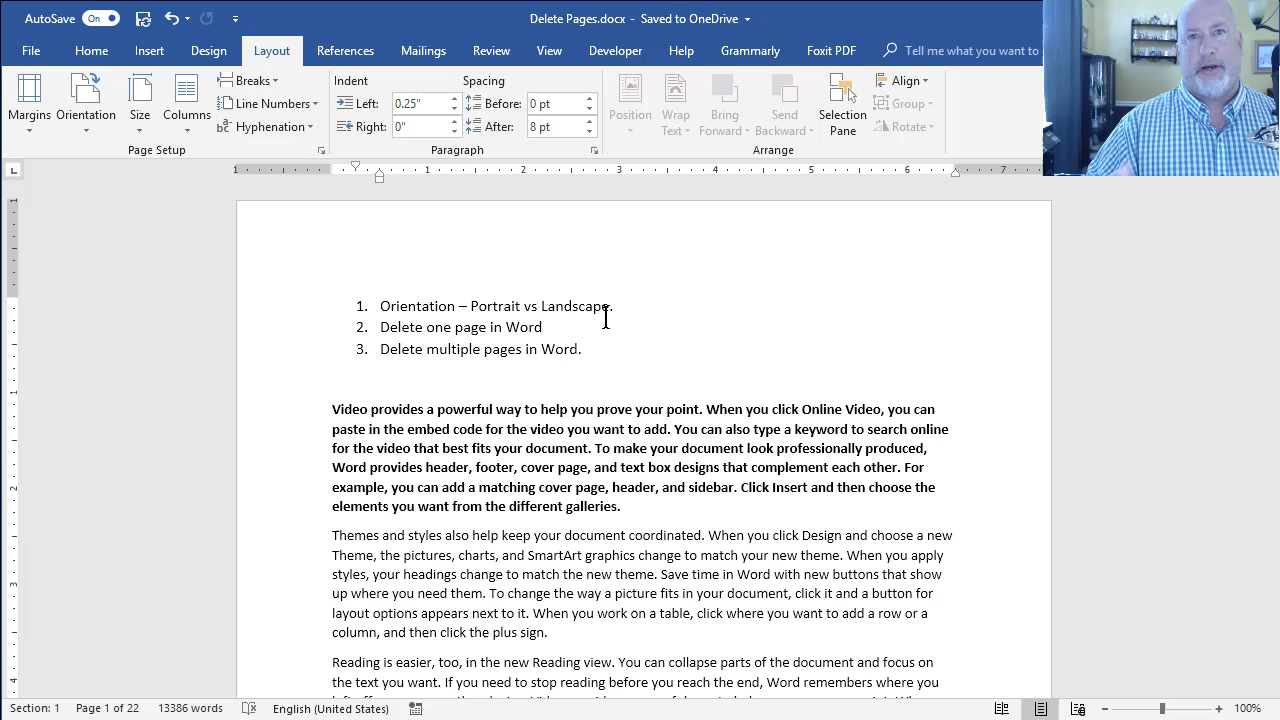 AutoSave On Delete Pages.docx - Saved to OneDrive
File Home Insert Design Layout References Mailings Review View Developer Help Grammarly Foxit PDF Tell me what you want to
Margins Orientation Size Columns
Breaks
Line Numbers
Hyphenation
Page Setup
Indent Spacing
Left: 0.25" Before: 0 pt
Right: 0" After: 8 pt
Paragraph
Position Wrap Text Bring Forward Send Backward Selection Pane
Align
Group
Rotate
Arrange
1 1 2 3 4 5 6 7
1. Orientation – Portrait vs Landscape.
2. Delete one page in Word
3. Delete multiple pages in Word.
Video provides a powerful way to help you prove your point. When you click Online Video, you can
paste in the embed code for the video you want to add. You can also type a keyword to search online
for the video that best fits your document. To make your document look professionally produced,
Word provides header, footer, cover page, and text box designs that complement each other. For
example, you can add a matching cover page, header, and sidebar. Click Insert and then choose the
elements you want from the different galleries.
Themes and styles also help keep your document coordinated. When you click Design and choose a new
Theme, the pictures, charts, and SmartArt graphics change to match your new theme. When you apply
styles, your headings change to match the new theme. Save time in Word with new buttons that show
up where you need them. To change the way a picture fits in your document, click it and a button for
layout options appears next to it. When you work on a table, click where you want to add a row or a
column, and then click the plus sign.
Reading is easier, too, in the new Reading view. You can collapse parts of the document and focus on
the text you want. If you need to stop reading before you reach the end, Word remembers where you
Section: 1 Page 1 of 22 13386 words English (United States) 100%